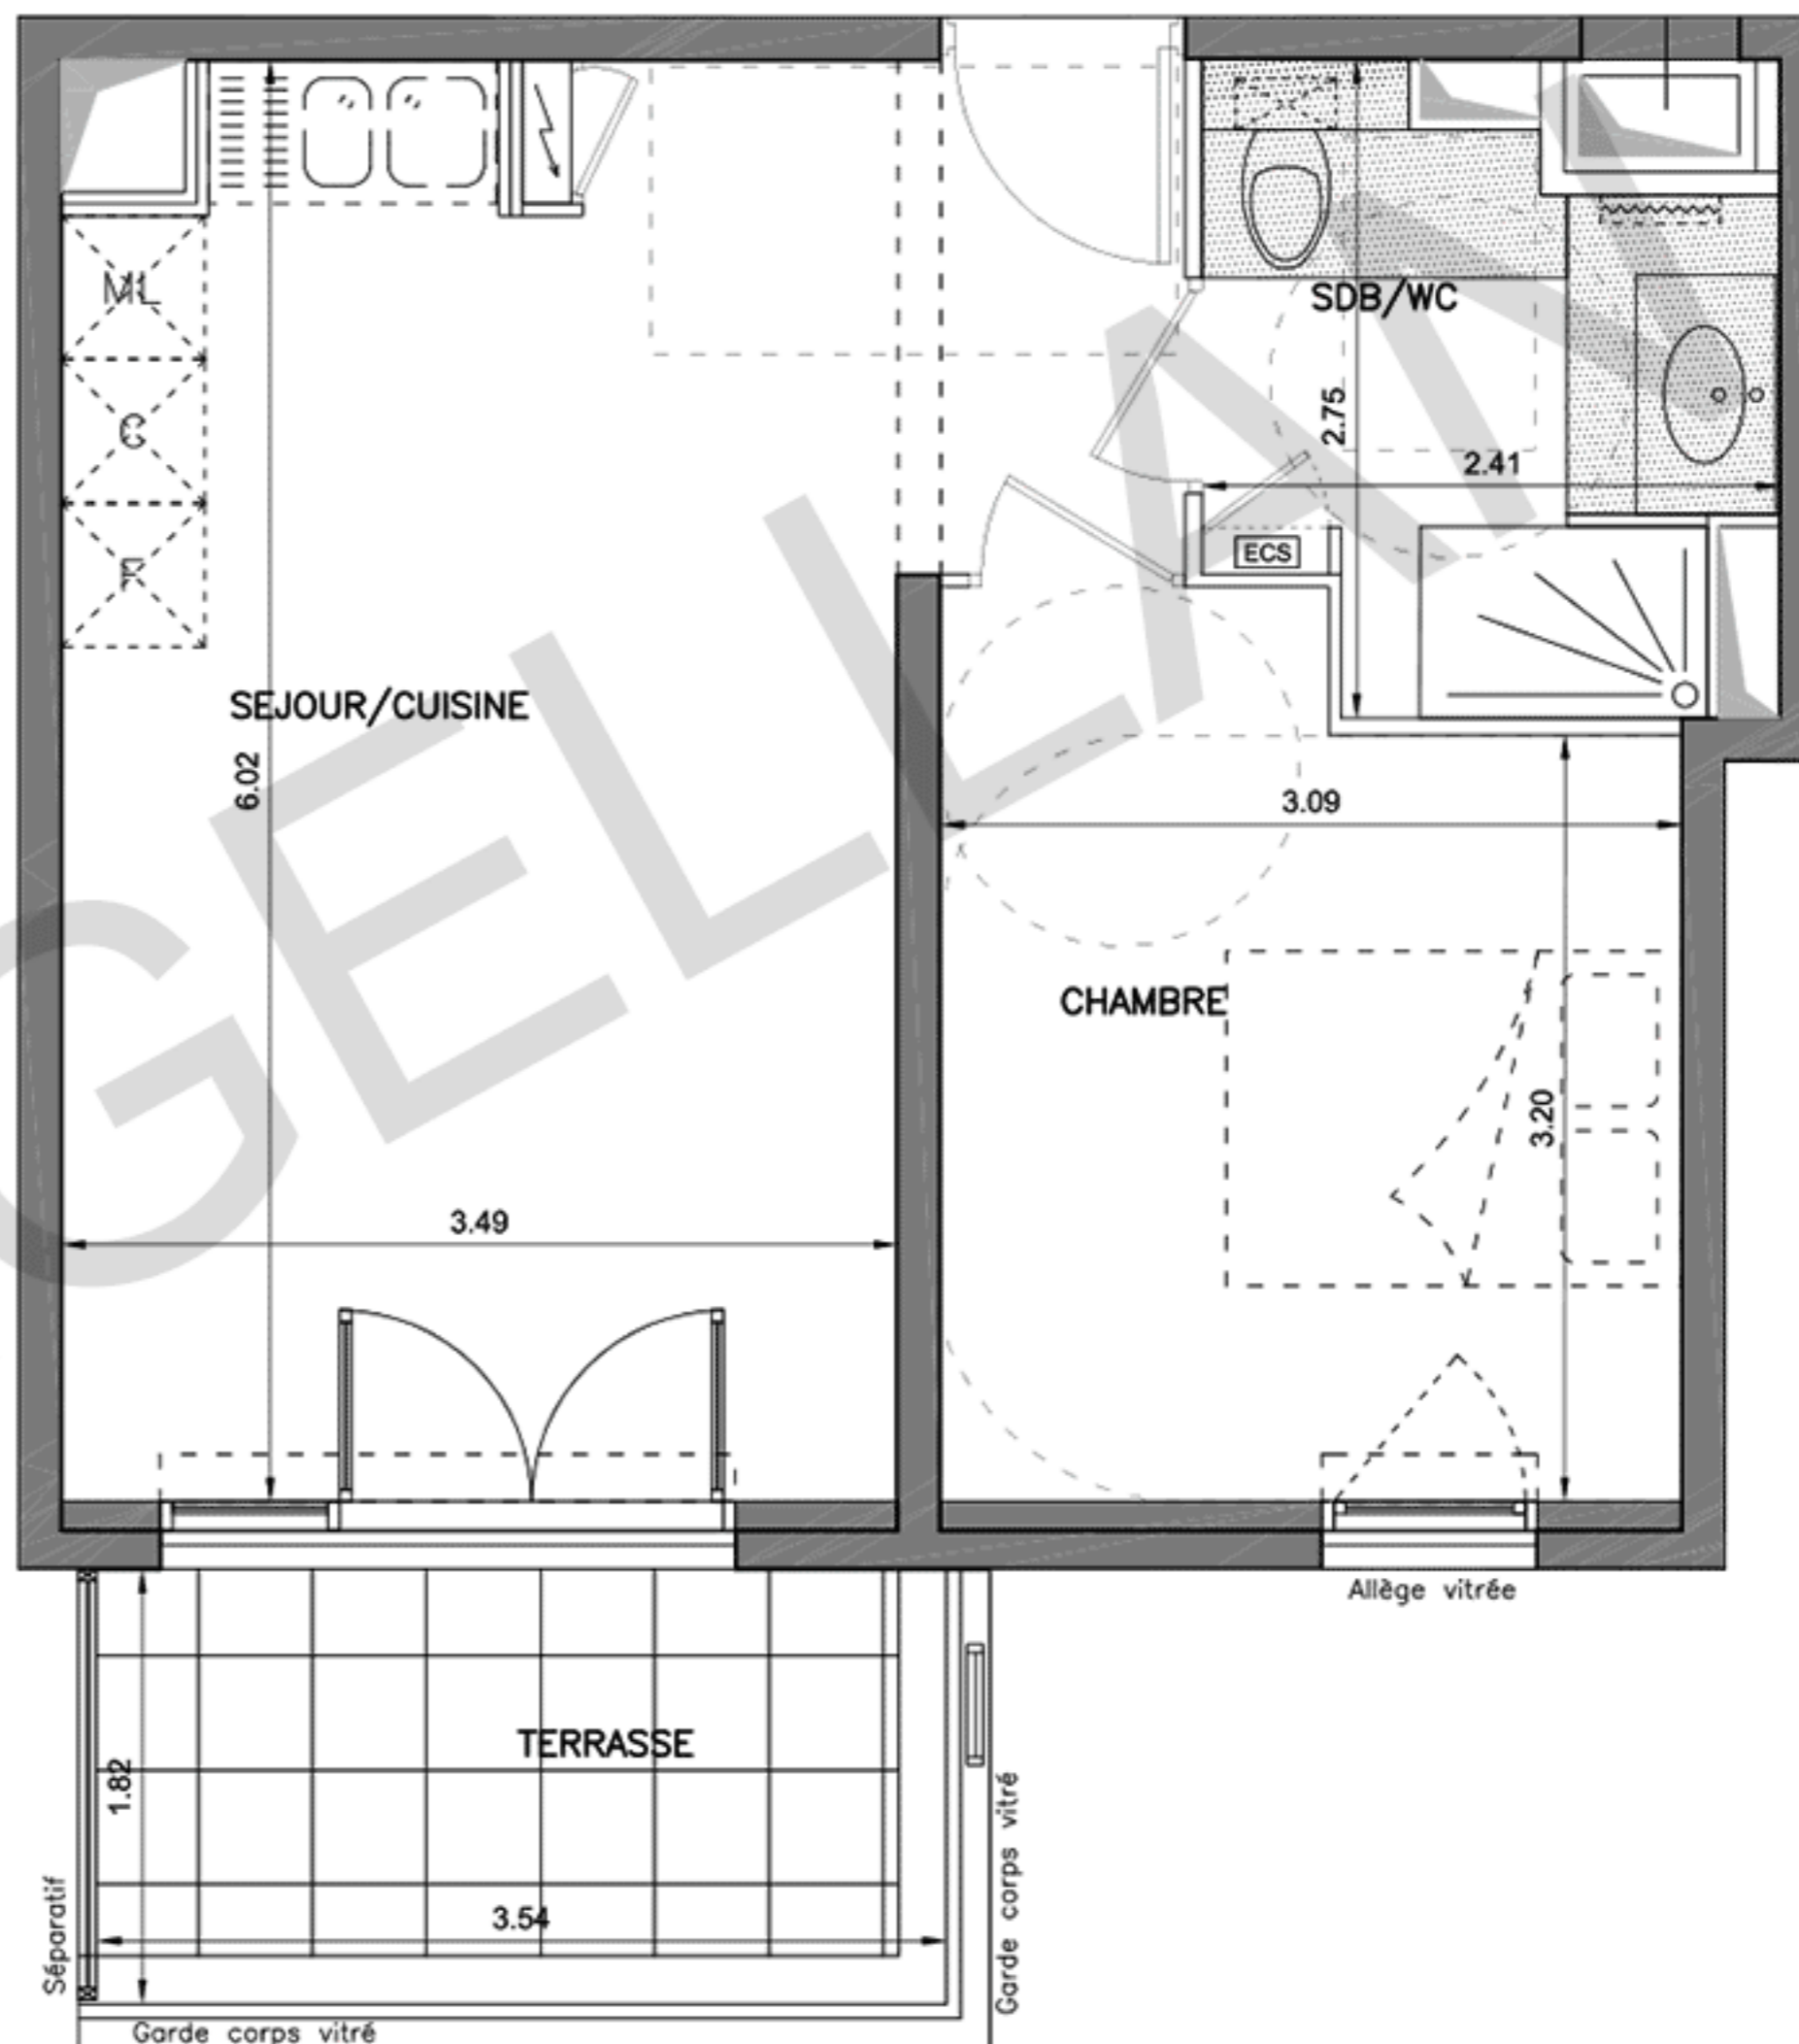 ML
C
R
SEJOUR/CUISINE
6.02
3.49
SDB/WC
2.75
2.41
ECS
3.09
CHAMBRE
3.20
Allège vitrée
TERRASSE
1.82
3.54
Séparatif
Garde corps vitré
Garde corps vitré
GELLAN